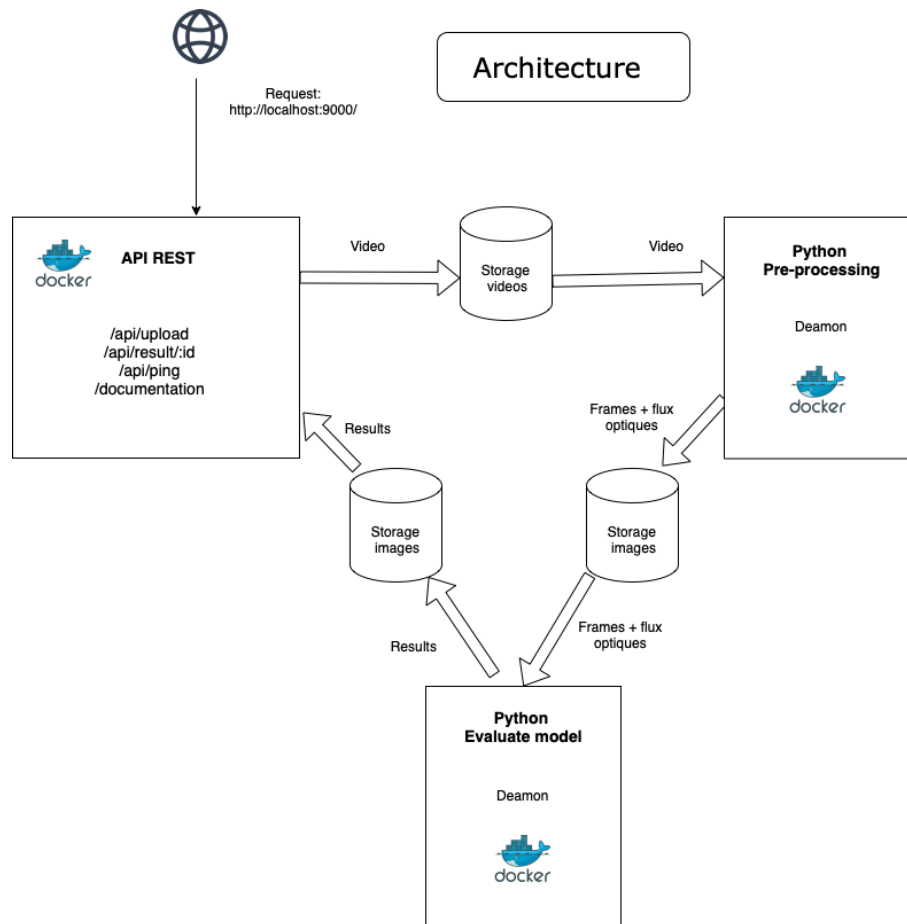 Architecture
Request:
http://localhost:9000/
API REST
docker
/api/upload
/api/result/:id
/api/ping
/documentation
Video
Storage
videos
Video
Python
Pre-processing
Deamon
docker
Frames + flux
optiques
Results
Storage
images
Storage
images
Frames + flux
optiques
Results
Python
Evaluate model
Deamon
docker